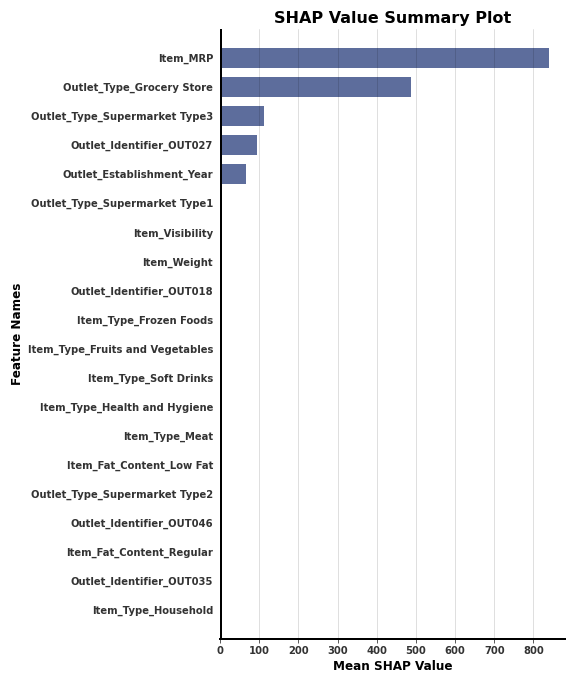 SHAP Value Summary Plot
Item_MRP
Outlet_Type_Grocery Store
Outlet_Type_Supermarket Type3
Outlet_Identifier_OUT027
Outlet_Establishment_Year
Outlet_Type_Supermarket Type1
Item_Visibility
Item_Weight
Outlet_Identifier_OUT018
Item_Type_Frozen Foods
Item_Type_Fruits and Vegetables
Item_Type_Soft Drinks
Item_Type_Health and Hygiene
Item_Type_Meat
Item_Fat_Content_Low Fat
Outlet_Type_Supermarket Type2
Outlet_Identifier_OUT046
Item_Fat_Content_Regular
Outlet_Identifier_OUT035
Item_Type_Household
Feature Names
0 100 200 300 400 500 600 700 800
Mean SHAP Value